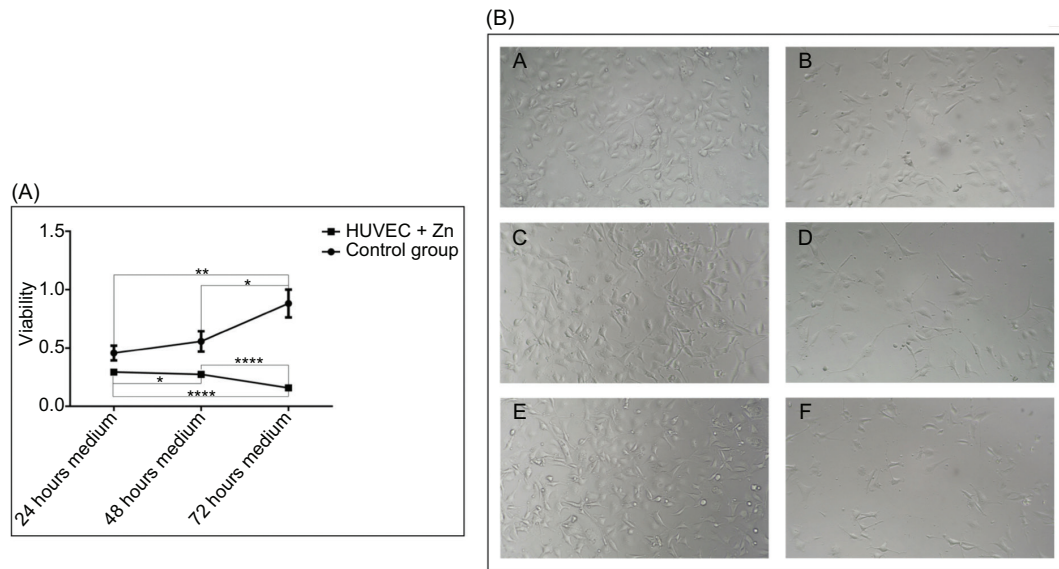 (A)
HUVEC + Zn
Control group
Viability
1.5
1.0
0.5
0.0
**
*
****
*
****
24 hours medium
48 hours medium
72 hours medium
(B)
A
B
C
D
E
F